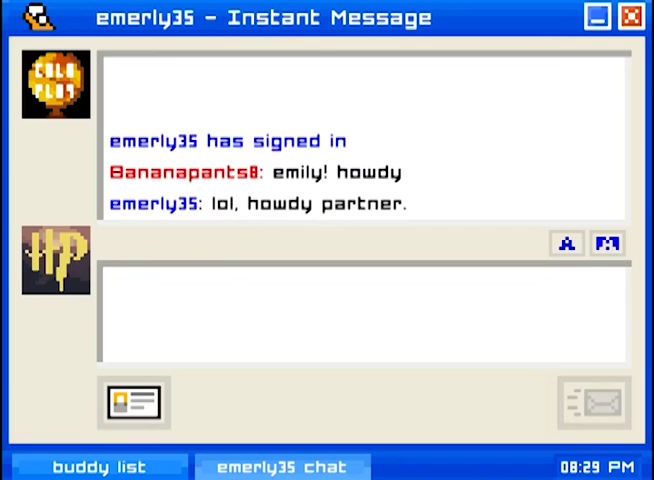 emerly35 - Instant Message
COLD
PLAY
emerly35 has signed in
Bananapants8: emily! howdy
emerly35: lol, howdy partner.
HP
A M
buddy list
emerly35 chat
08:29 PM